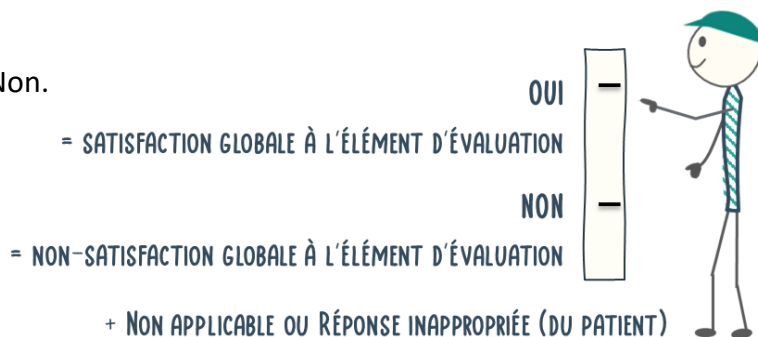 Non.
OUI
= SATISFACTION GLOBALE À L'ÉLÉMENT D'ÉVALUATION
NON
= NON-SATISFACTION GLOBALE À L'ÉLÉMENT D'ÉVALUATION
+ NON APPLICABLE OU RÉPONSE INAPPROPRIÉE (DU PATIENT)